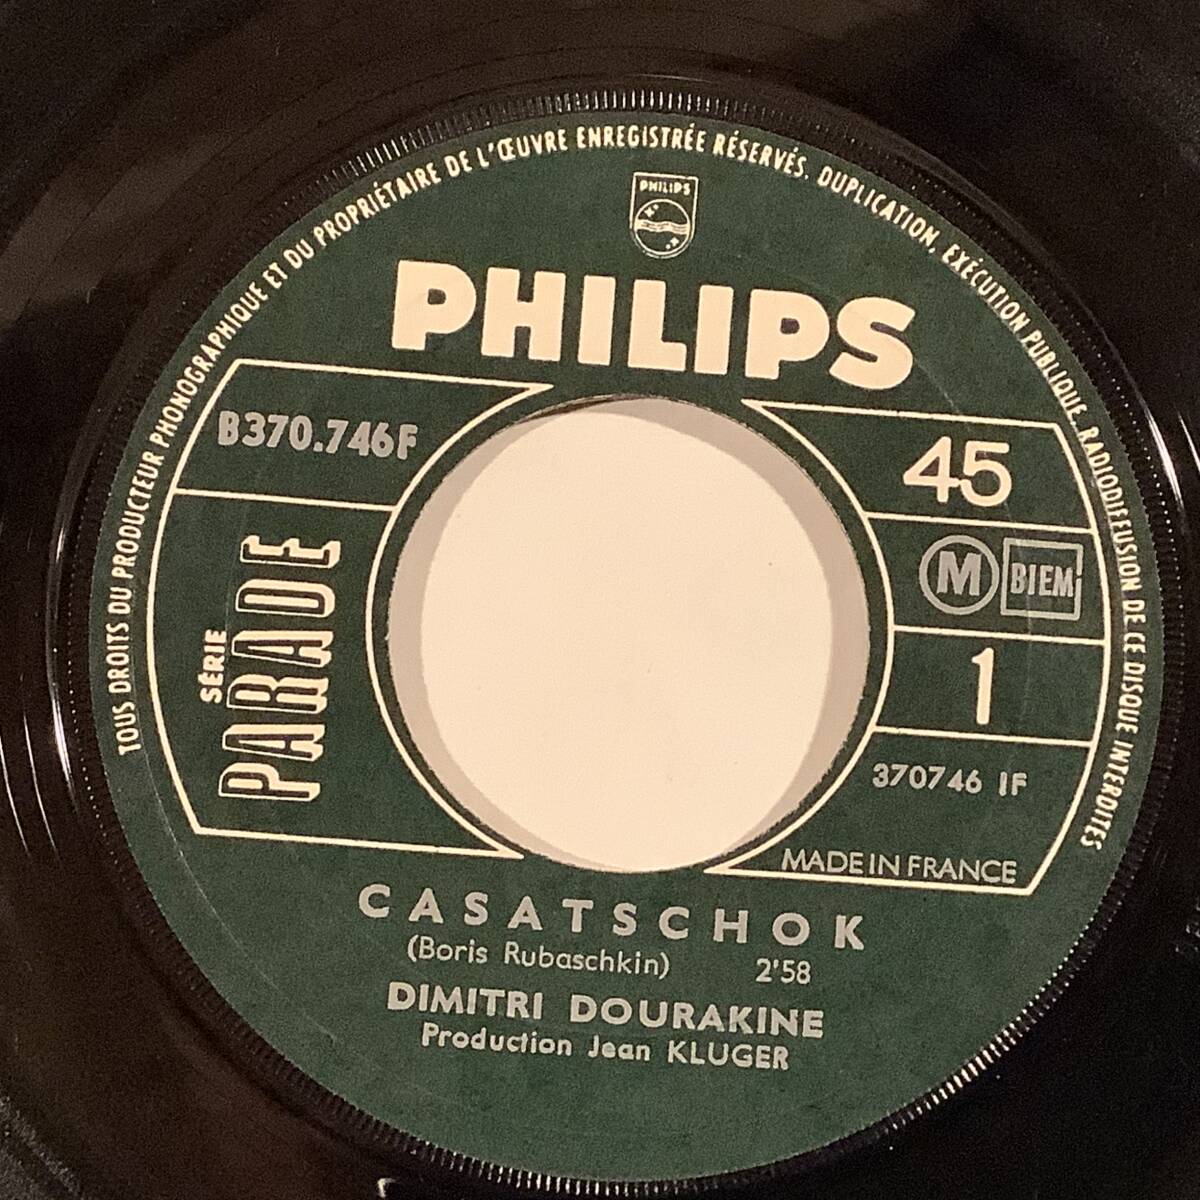 TOUS DROITS DU PRODUCTEUR PHONOGRAPHIQUE ET DU PROPRIÉTAIRE DE L'ŒUVRE ENREGISTRÉE RÉSERVÉS. DUPLICATION, EXÉCUTION PUBLIQUE, RADIODIFFUSION DE CE DISQUE INTERDITES
PHILIPS
PHILIPS
B370.746F
SÉRIE
PARADE
45
M BIEM
1
370746 1F
MADE IN FRANCE
CASATSCHOK
(Boris Rubaschkin) 2'58
DIMITRI DOURAKINE
Production Jean KLUGER